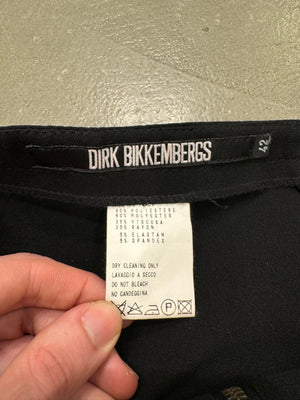 DIRK BIKKEMBERGS
42
60% POLYESTERE
60% POLYESTER
35% VISCOSA
35% RAYON
5% ELASTAN
5% SPANDEX
DRY CLEANING ONLY
LAVAGGIO A SECCO
DO NOT BLEACH
NO CANDEGGINA
P